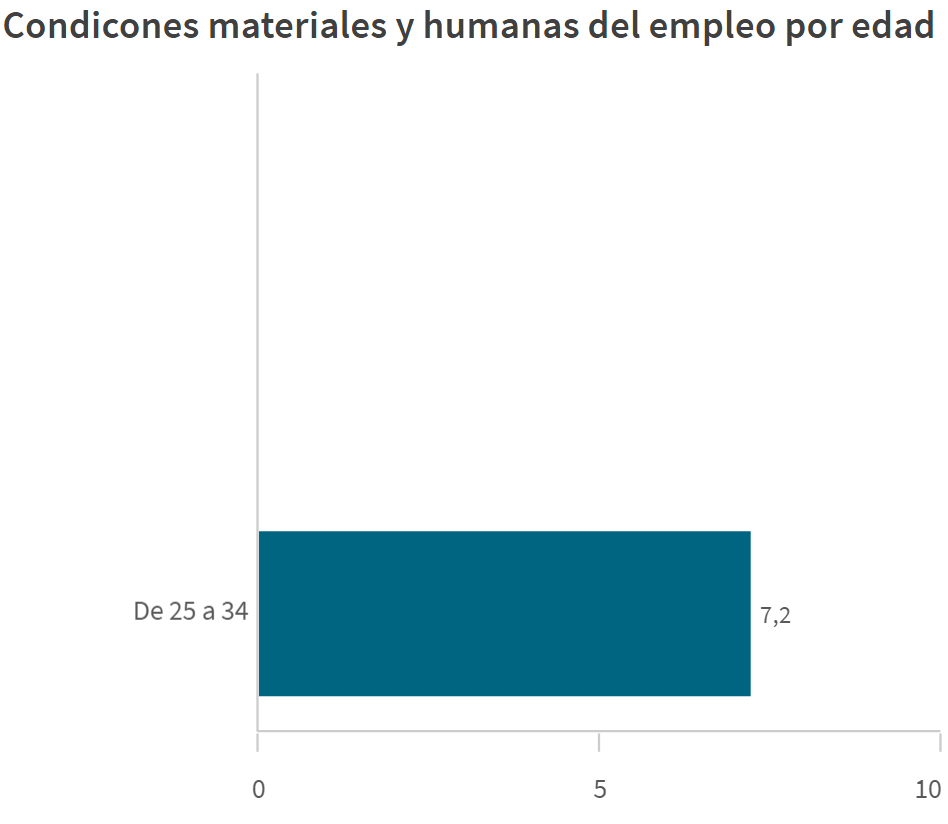 Condicones materiales y humanas del empleo por edad
De 25 a 34
7,2
0 5 10